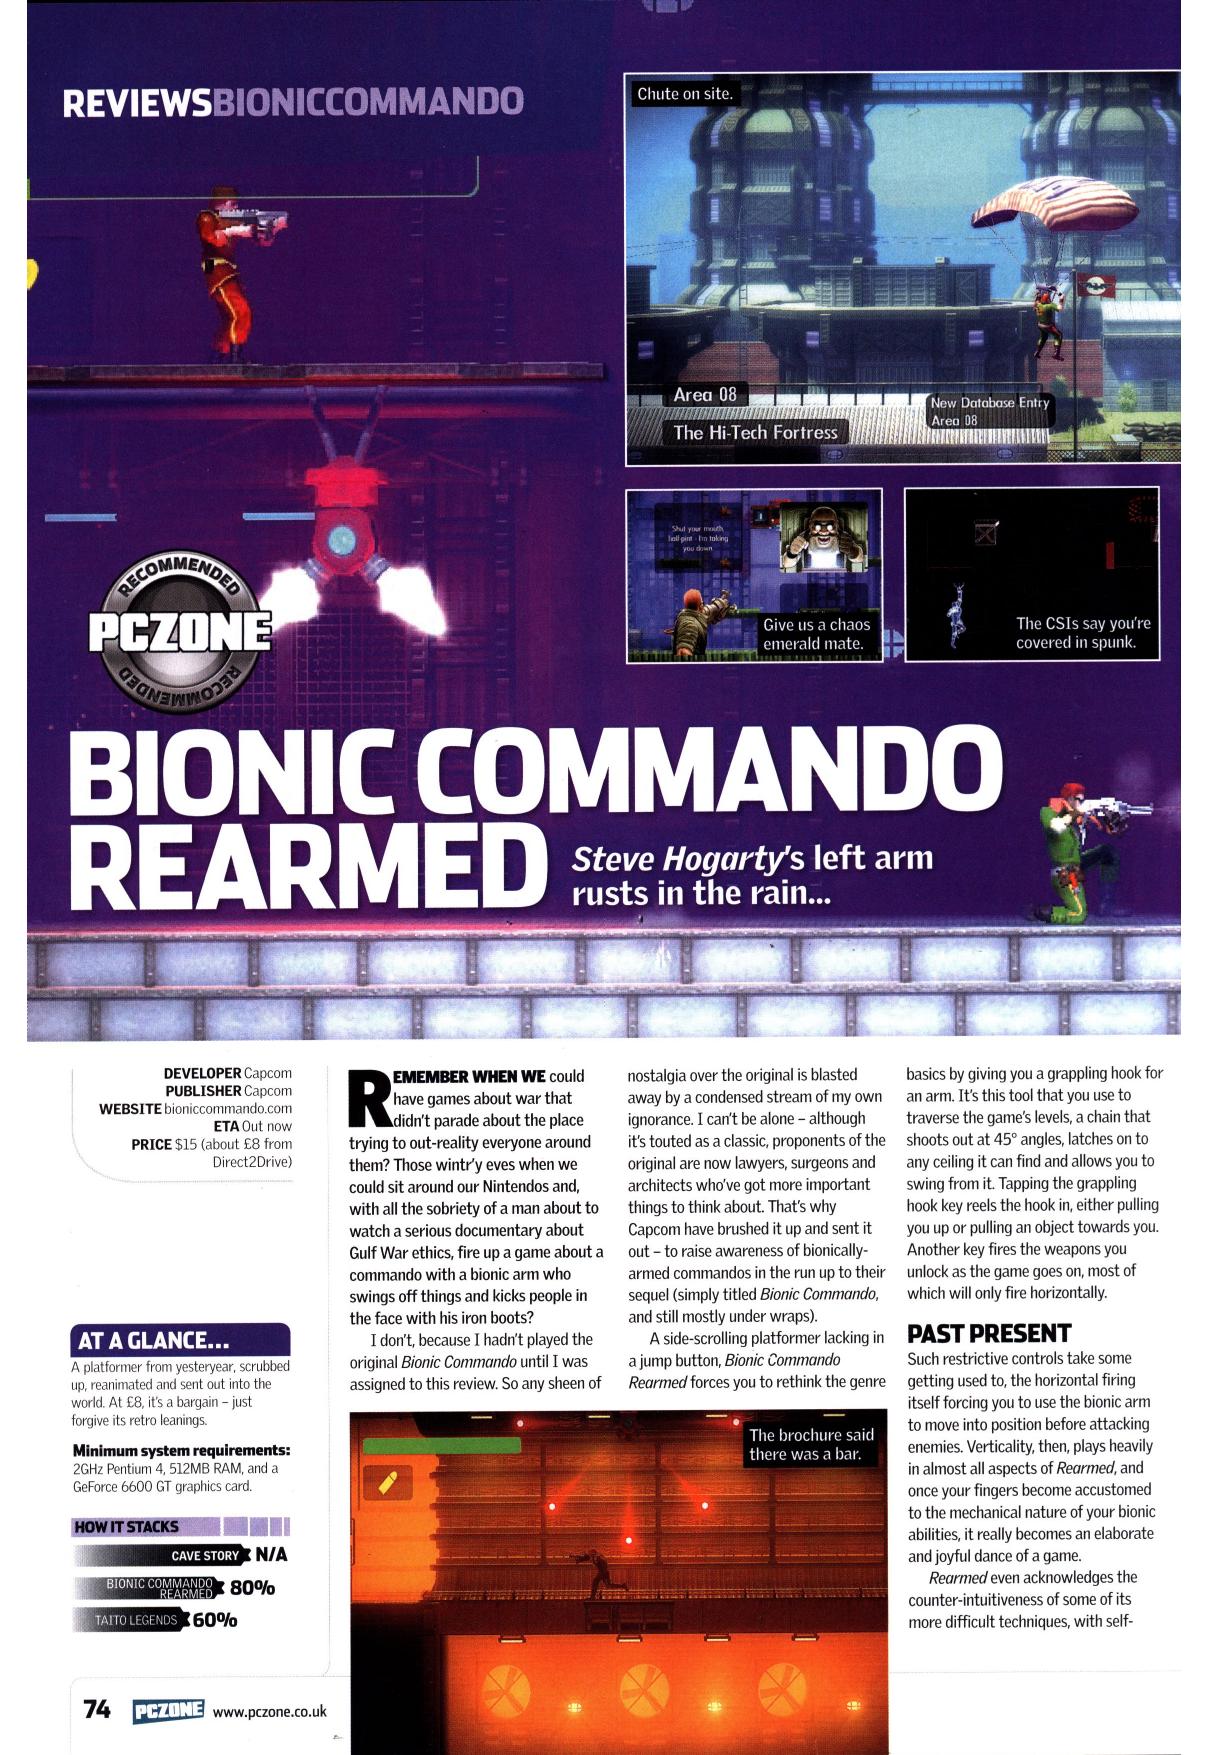 REVIEWSBIONICCOMMANDO
Chute on site.
Area 08
The Hi-Tech Fortress
New Database Entry
Area 08
Shut your mouth,
half-pint - I'm taking
you down.
Give us a chaos
emerald mate.
The CSIs say you're
covered in spunk.
RECOMMENDED
PCZONE
RECOMMENDED
BIONIC COMMANDO
REARMED
Steve Hogarty's left arm
rusts in the rain...
DEVELOPER Capcom
PUBLISHER Capcom
WEBSITE bioniccommando.com
ETA Out now
PRICE $15 (about £8 from
Direct2Drive)
AT A GLANCE...
A platformer from yesteryear, scrubbed
up, reanimated and sent out into the
world. At £8, it's a bargain – just
forgive its retro leanings.
Minimum system requirements:
2GHz Pentium 4, 512MB RAM, and a
GeForce 6600 GT graphics card.
HOW IT STACKS
CAVE STORY N/A
BIONIC COMMANDO
REARMED 80%
TAITO LEGENDS 60%
REMEMBER WHEN WE could
have games about war that
didn't parade about the place
trying to out-reality everyone around
them? Those wintr'y eves when we
could sit around our Nintendos and,
with all the sobriety of a man about to
watch a serious documentary about
Gulf War ethics, fire up a game about a
commando with a bionic arm who
swings off things and kicks people in
the face with his iron boots?
I don't, because I hadn't played the
original Bionic Commando until I was
assigned to this review. So any sheen of
nostalgia over the original is blasted
away by a condensed stream of my own
ignorance. I can't be alone – although
it's touted as a classic, proponents of the
original are now lawyers, surgeons and
architects who've got more important
things to think about. That's why
Capcom have brushed it up and sent it
out – to raise awareness of bionically-
armed commandos in the run up to their
sequel (simply titled Bionic Commando,
and still mostly under wraps).
A side-scrolling platformer lacking in
a jump button, Bionic Commando
Rearmed forces you to rethink the genre
basics by giving you a grappling hook for
an arm. It's this tool that you use to
traverse the game's levels, a chain that
shoots out at 45° angles, latches on to
any ceiling it can find and allows you to
swing from it. Tapping the grappling
hook key reels the hook in, either pulling
you up or pulling an object towards you.
Another key fires the weapons you
unlock as the game goes on, most of
which will only fire horizontally.
PAST PRESENT
Such restrictive controls take some
getting used to, the horizontal firing
itself forcing you to use the bionic arm
to move into position before attacking
enemies. Verticality, then, plays heavily
in almost all aspects of Rearmed, and
once your fingers become accustomed
to the mechanical nature of your bionic
abilities, it really becomes an elaborate
and joyful dance of a game.
Rearmed even acknowledges the
counter-intuitiveness of some of its
more difficult techniques, with self-
The brochure said
there was a bar.
74 PCZONE www.pczone.co.uk